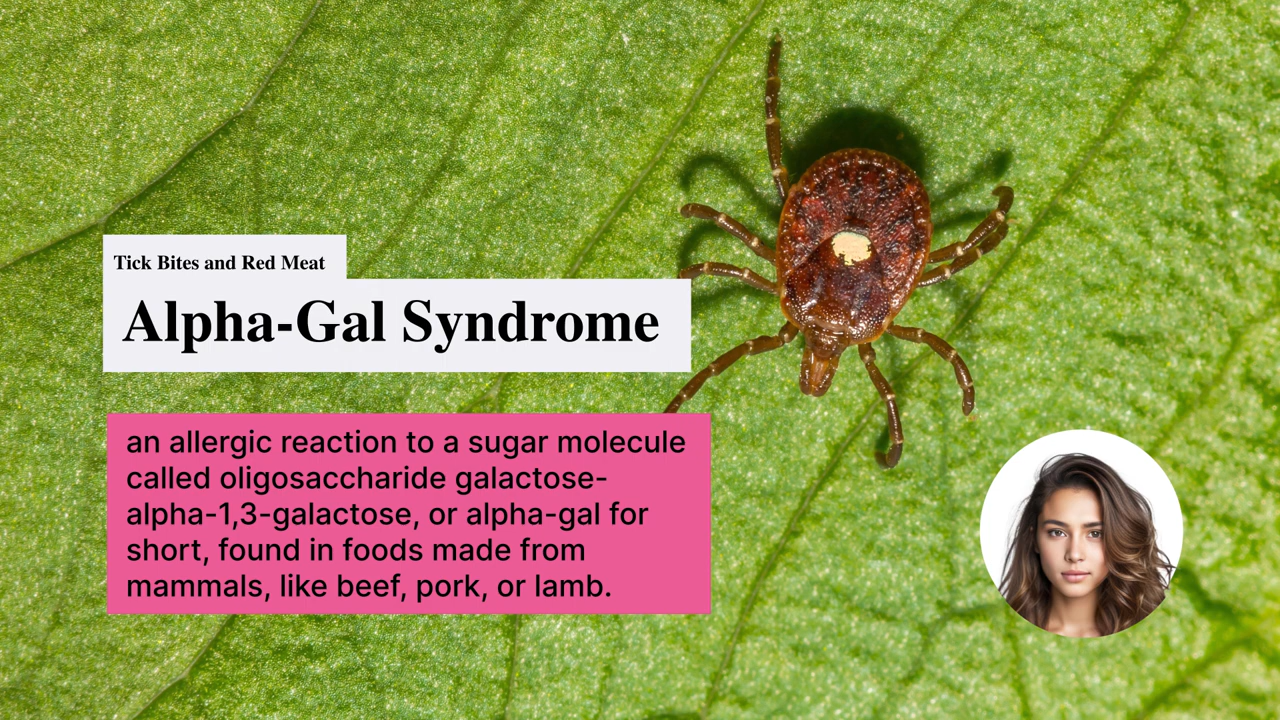 Tick Bites and Red Meat
Alpha-Gal Syndrome
an allergic reaction to a sugar molecule
called oligosaccharide galactose-
alpha-1,3-galactose, or alpha-gal for
short, found in foods made from
mammals, like beef, pork, or lamb.